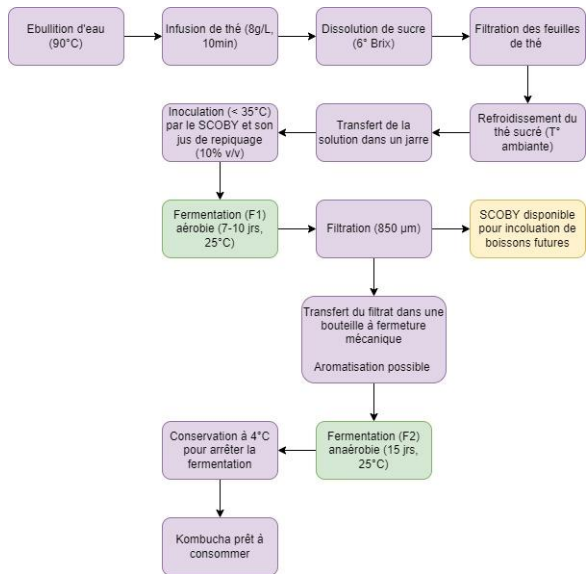 Ebullition d'eau
(90°C)
Infusion de thé (8g/L,
10min)
Dissolution de sucre
(6° Brix)
Filtration des feuilles
de thé
Refroidissement du
thé sucré (T°
ambiante)
Transfert de la
solution dans un jarre
Inoculation (< 35°C)
par le SCOBY et son
jus de repiquage
(10% v/v)
Fermentation (F1)
aérobie (7-10 jrs,
25°C)
Filtration (850 μm)
SCOBY disponible
pour incoluation de
boissons futures
Transfert du filtrat dans une
bouteille à fermeture
mécanique
Aromatisation possible
Fermentation (F2)
anaérobie (15 jrs,
25°C)
Conservation à 4°C
pour arrêter la
fermentation
Kombucha prêt à
consommer